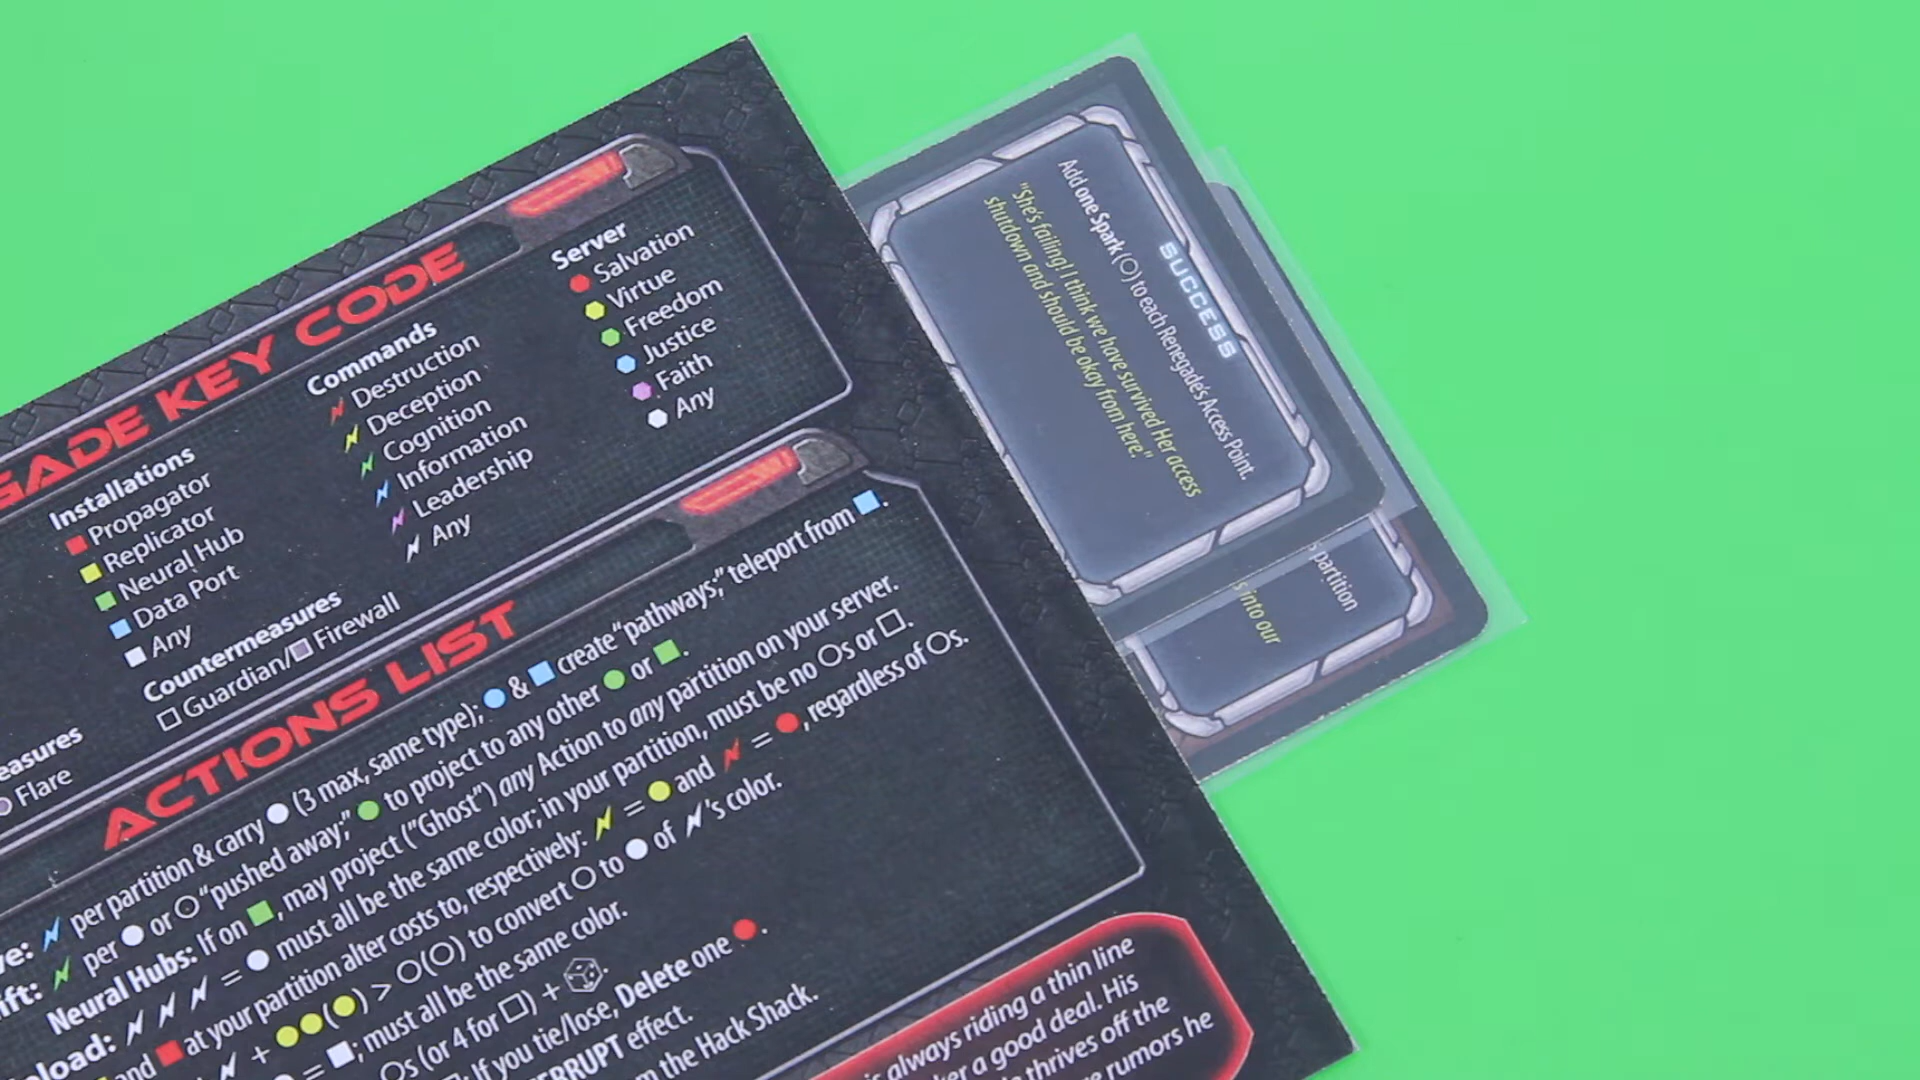 GADE KEY CODE
Installations
Propagator
Replicator
Neural Hub
Data Port
Any
Countermeasures
Guardian/ Firewall
Commands
Destruction
Deception
Cognition
Information
Leadership
Any
Server
Salvation
Virtue
Freedom
Justice
Faith
Any
easures
Flare
ACTIONS LIST
ve: per partition & carry (3 max, same type); & create "pathways;" teleport from .
ift: per or "pushed away;" to project to any other or .
Neural Hubs: If on , may project ("Ghost") any Action to any partition on your server.
load: = must all be the same color; in your partition, must be no s or .
and at your partition alter costs to, respectively: = and = , regardless of s.
+ ( ) > ( ) to convert to of 's color.
= ; must all be the same color.
s (or 4 for ) + .
: If you tie/lose, Delete one .
ERRUPT effect.
m the Hack Shack.
is always riding a thin line
ker a good deal. His
thrives off the
rumors he
SUCCESS
Add one Spark ( ) to each Renegade's Access Point.
"She's failing! I think we have survived Her access
shutdown and should be okay from here."
s partition
s into our